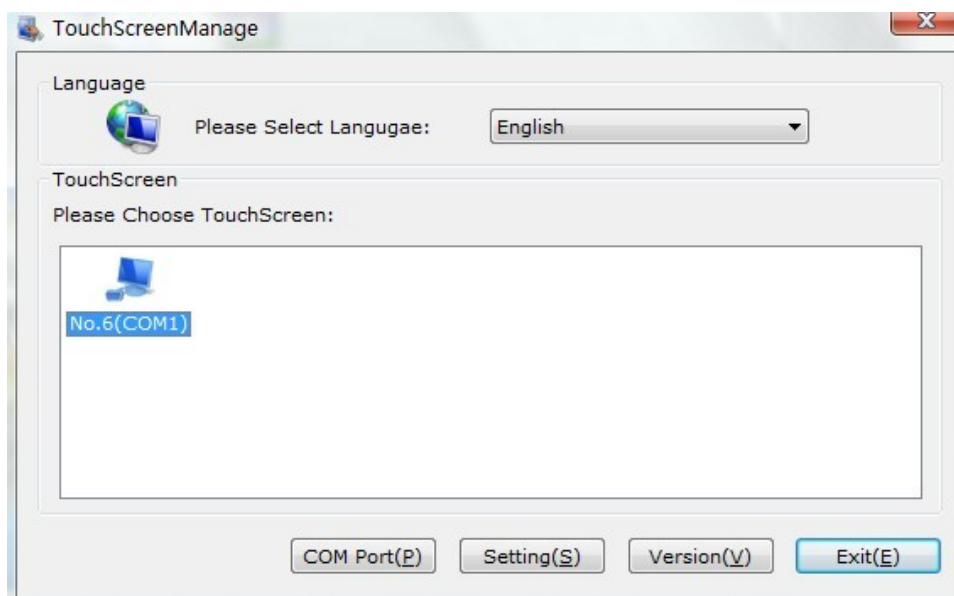 TouchScreenManage
Language
Please Select Langugae:
English
TouchScreen
Please Choose TouchScreen:
No.6(COM1)
COM Port(P)
Setting(S)
Version(V)
Exit(E)